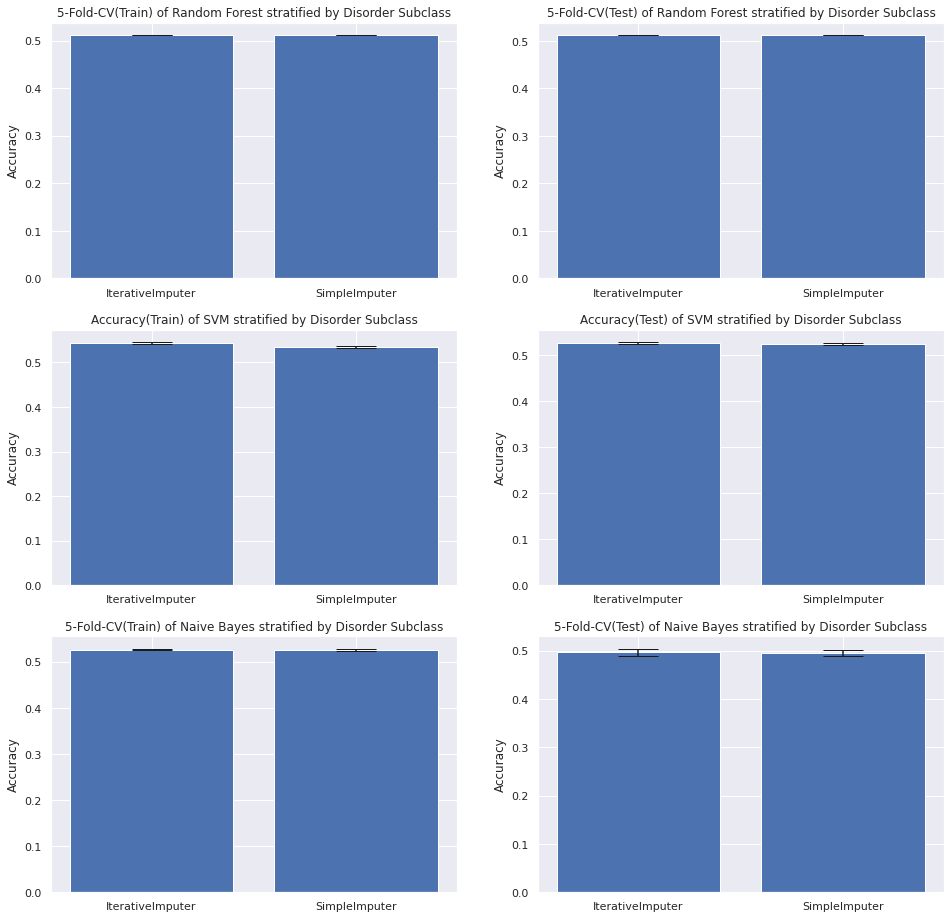 5-Fold-CV(Train) of Random Forest stratified by Disorder Subclass
Accuracy
0.5
0.4
0.3
0.2
0.1
0.0
IterativeImputer SimpleImputer
5-Fold-CV(Test) of Random Forest stratified by Disorder Subclass
Accuracy
0.5
0.4
0.3
0.2
0.1
0.0
IterativeImputer SimpleImputer
Accuracy(Train) of SVM stratified by Disorder Subclass
Accuracy
0.5
0.4
0.3
0.2
0.1
0.0
IterativeImputer SimpleImputer
Accuracy(Test) of SVM stratified by Disorder Subclass
Accuracy
0.5
0.4
0.3
0.2
0.1
0.0
IterativeImputer SimpleImputer
5-Fold-CV(Train) of Naive Bayes stratified by Disorder Subclass
Accuracy
0.5
0.4
0.3
0.2
0.1
0.0
IterativeImputer SimpleImputer
5-Fold-CV(Test) of Naive Bayes stratified by Disorder Subclass
Accuracy
0.5
0.4
0.3
0.2
0.1
0.0
IterativeImputer SimpleImputer